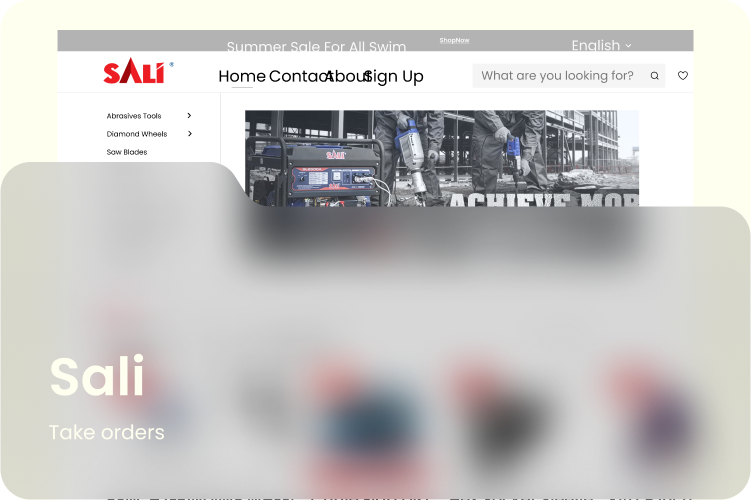 Summer Sale For All Swim
ShopNow
English
SALI
Home
Contact
About
Sign Up
What are you looking for?
Abrasives Tools
Diamond Wheels
Saw Blades
SALI
ACHIEVE MOR
Sali
Take orders